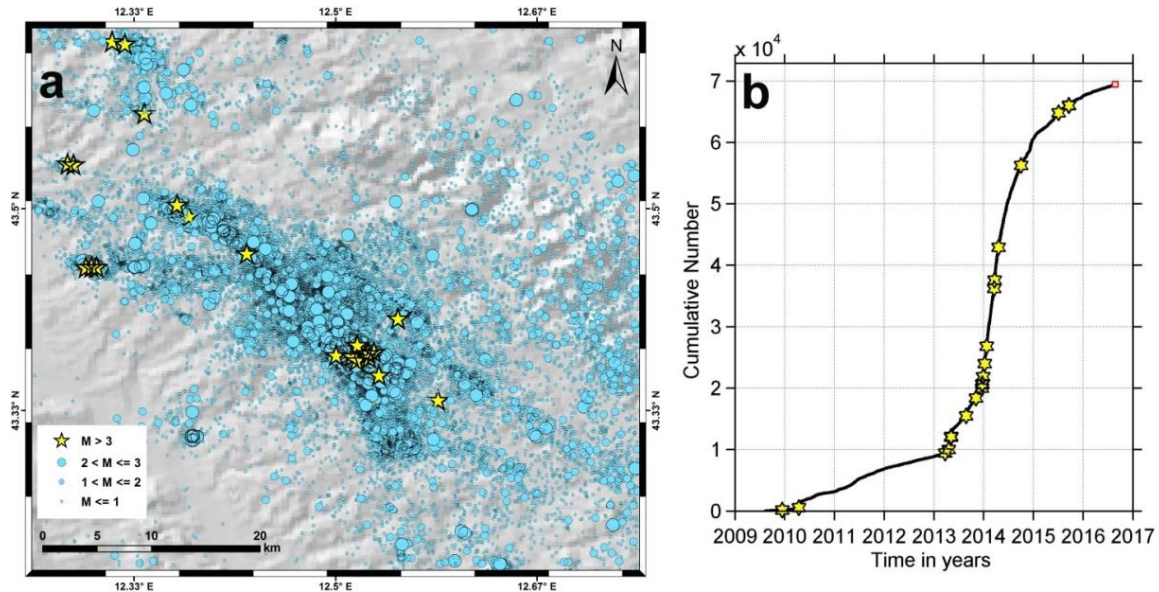 12.33° E 12.5° E 12.67° E
a
N
43.5° N
43.5° N
43.33° N
43.33° N
M > 3
2 < M <= 3
1 < M <= 2
M <= 1
0 5 10 20
km
12.33° E 12.5° E 12.67° E
x 10⁴
b
7
6
5
4
3
2
1
0
Cumulative Number
2009 2010 2011 2012 2013 2014 2015 2016 2017
Time in years